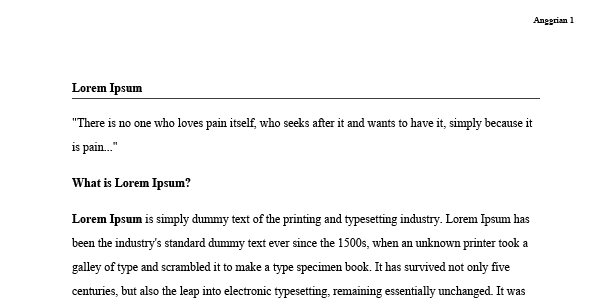 Anggrian 1
Lorem Ipsum
"There is no one who loves pain itself, who seeks after it and wants to have it, simply because it
is pain..."
What is Lorem Ipsum?
Lorem Ipsum is simply dummy text of the printing and typesetting industry. Lorem Ipsum has
been the industry's standard dummy text ever since the 1500s, when an unknown printer took a
galley of type and scrambled it to make a type specimen book. It has survived not only five
centuries, but also the leap into electronic typesetting, remaining essentially unchanged. It was